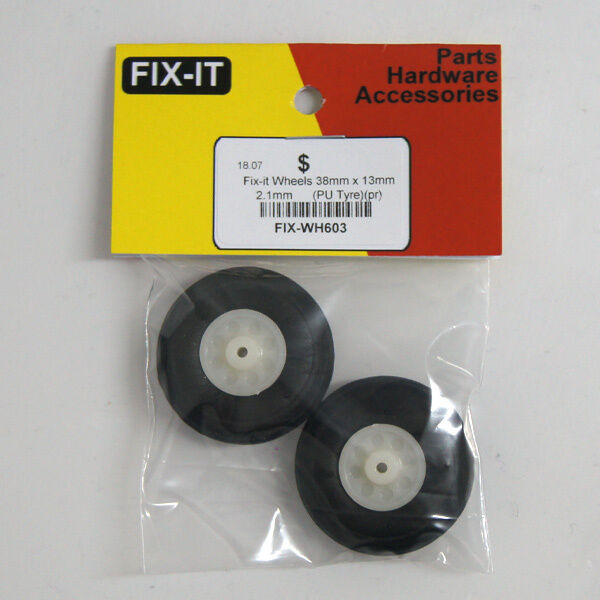 FIX-IT
Parts
Hardware
Accessories
18.07 $
Fix-it Wheels 38mm x 13mm
2.1mm (PU Tyre)(pr)
FIX-WH603